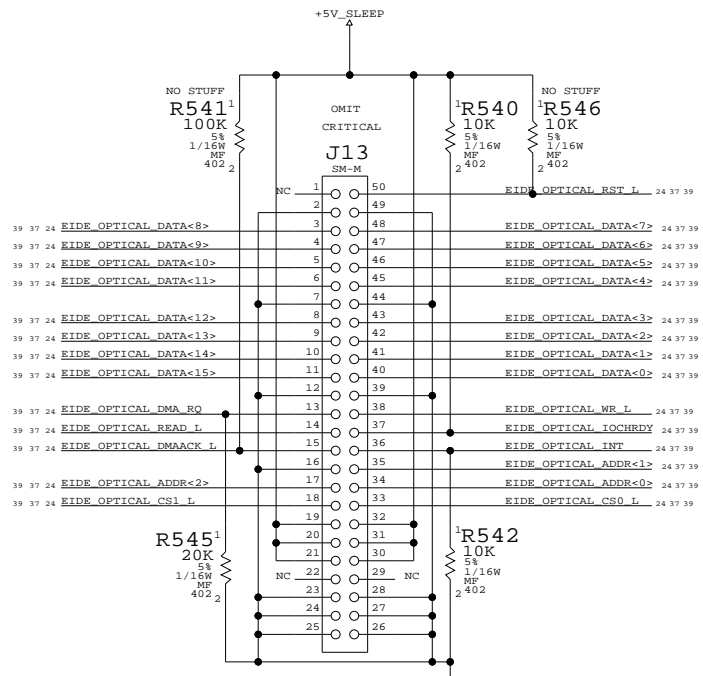 +5V_SLEEP
NO STUFF
R541
1
100K
5%
1/16W
MF
402
2
OMIT
CRITICAL
J13
SM-M
1
R540
10K
5%
1/16W
MF
2
402
NO STUFF
1
R546
10K
5%
1/16W
MF
2
402
NC 1 50 EIDE_OPTICAL_RST_L 24 37 39
2 49
39 37 24 EIDE_OPTICAL_DATA<8> 3 48 EIDE_OPTICAL_DATA<7> 24 37 39
39 37 24 EIDE_OPTICAL_DATA<9> 4 47 EIDE_OPTICAL_DATA<6> 24 37 39
39 37 24 EIDE_OPTICAL_DATA<10> 5 46 EIDE_OPTICAL_DATA<5> 24 37 39
39 37 24 EIDE_OPTICAL_DATA<11> 6 45 EIDE_OPTICAL_DATA<4> 24 37 39
7 44
39 37 24 EIDE_OPTICAL_DATA<12> 8 43 EIDE_OPTICAL_DATA<3> 24 37 39
39 37 24 EIDE_OPTICAL_DATA<13> 9 42 EIDE_OPTICAL_DATA<2> 24 37 39
39 37 24 EIDE_OPTICAL_DATA<14> 10 41 EIDE_OPTICAL_DATA<1> 24 37 39
39 37 24 EIDE_OPTICAL_DATA<15> 11 40 EIDE_OPTICAL_DATA<0> 24 37 39
12 39
39 37 24 EIDE_OPTICAL_DMA_RQ 13 38 EIDE_OPTICAL_WR_L 24 37 39
39 37 24 EIDE_OPTICAL_READ_L 14 37 EIDE_OPTICAL_IOCHRDY 24 37 39
39 37 24 EIDE_OPTICAL_DMAACK_L 15 36 EIDE_OPTICAL_INT 24 37 39
16 35 EIDE_OPTICAL_ADDR<1> 24 37 39
39 37 24 EIDE_OPTICAL_ADDR<2> 17 34 EIDE_OPTICAL_ADDR<0> 24 37 39
39 37 24 EIDE_OPTICAL_CS1_L 18 33 EIDE_OPTICAL_CS0_L 24 37 39
19 32
20 31
21 30
NC 22 29 NC
23 28
24 27
25 26
R545
1
20K
5%
1/16W
MF
402
2
1
R542
10K
5%
1/16W
MF
2
402